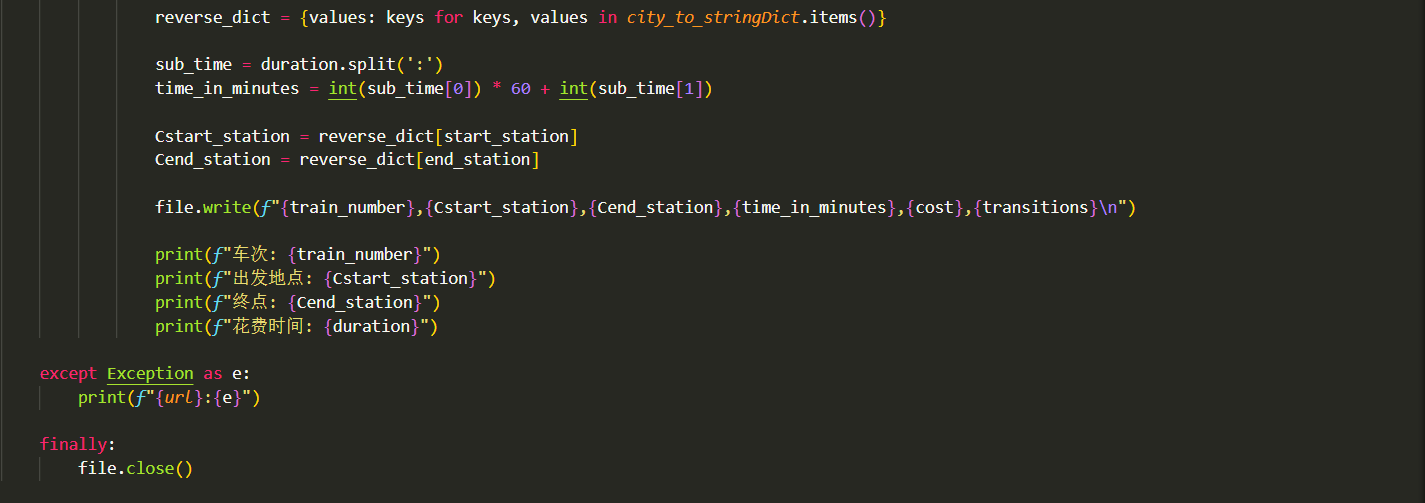 reverse_dict = {values: keys for keys, values in city_to_stringDict.items()}
sub_time = duration.split(':')
time_in_minutes = int(sub_time[0]) * 60 + int(sub_time[1])
Cstart_station = reverse_dict[start_station]
Cend_station = reverse_dict[end_station]
file.write(f"{train_number},{Cstart_station},{Cend_station},{time_in_minutes},{cost},{transitions}\n")
print(f"车次: {train_number}")
print(f"出发地点: {Cstart_station}")
print(f"终点: {Cend_station}")
print(f"花费时间: {duration}")
except Exception as e:
print(f"{url}:{e}")
finally:
file.close()